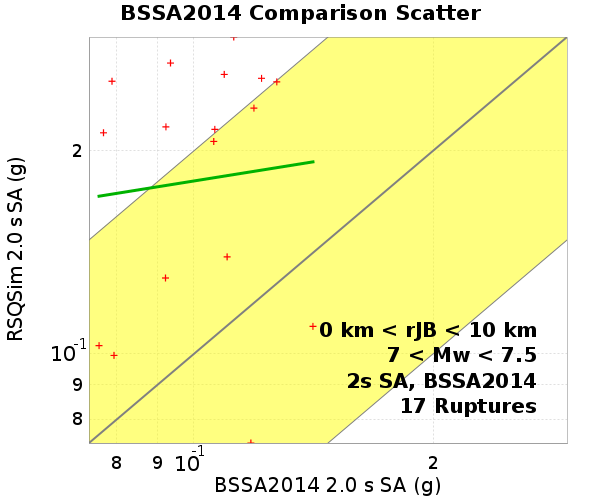 BSSA2014 Comparison Scatter
RSQSim 2.0 s SA (g)
2
10-1
9
8
0 km < rJB < 10 km
7 < Mw < 7.5
2s SA, BSSA2014
17 Ruptures
8 9 10-1 2
BSSA2014 2.0 s SA (g)